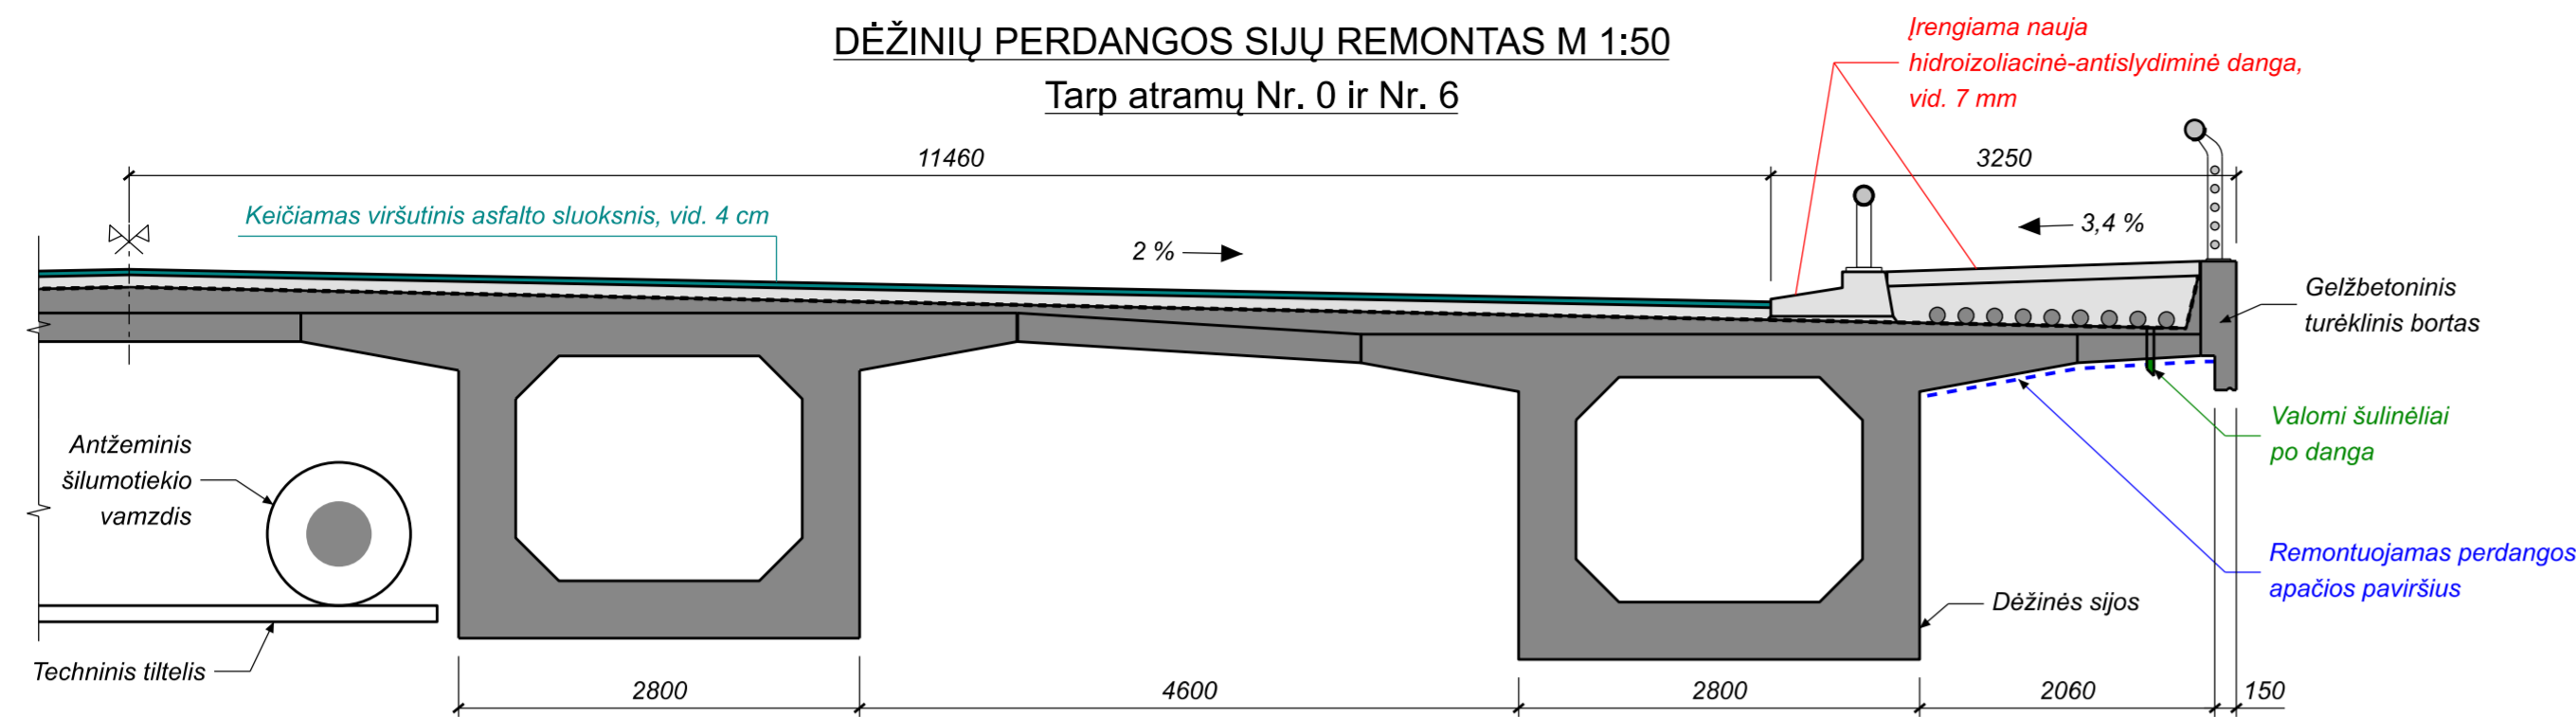 DĖŽINIŲ PERDANGOS SIJŲ REMONTAS M 1:50
Tarp atramų Nr. 0 ir Nr. 6
Įrengiama nauja
hidroizoliacinė-antislydiminė danga,
vid. 7 mm
11460
3250
Keičiamas viršutinis asfalto sluoksnis, vid. 4 cm
2 %
3,4 %
Gelžbetoninis
turėklinis bortas
Valomi šulinėliai
po danga
Antžeminis
šilumotiekio
vamzdis
Remontuojamas perdangos
apačios paviršius
Dėžinės sijos
Techninis tiltelis
2800
4600
2800
2060
150